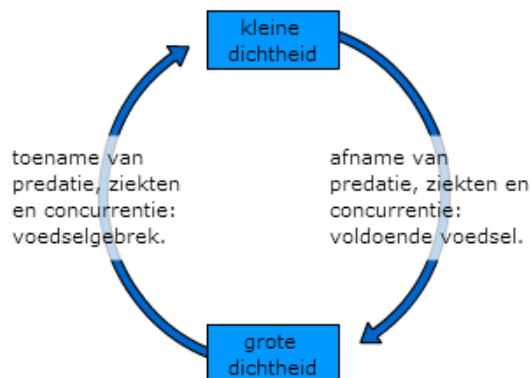 kleine
dichtheid
toename van
predatie, ziekten
en concurrentie:
voedselgebrek.
afname van
predatie, ziekten en
concurrentie:
voldoende voedsel.
grote
dichtheid